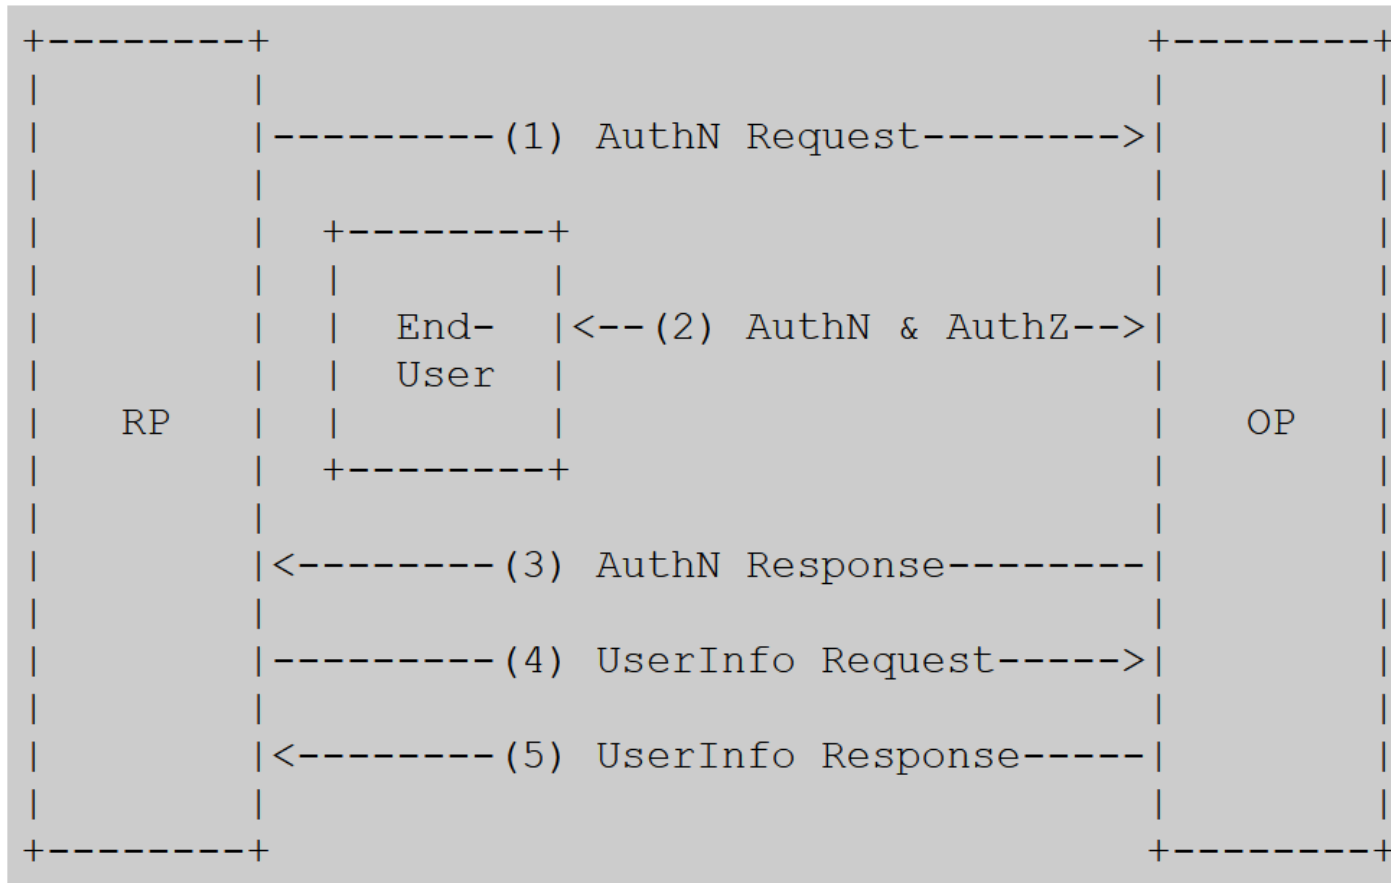 +--------+                                   +--------+
|        |                                   |        |
|        |---------(1) AuthN Request-------->|        |
|        |                                   |        |
|        |  +--------+                       |        |
|        |  |        |                       |        |
|        |  |  End-  |<--(2) AuthN & AuthZ-->|        |
|        |  |  User  |                       |        |
|   RP   |  |        |                       |   OP   |
|        |  +--------+                       |        |
|        |                                   |        |
|        |<--------(3) AuthN Response--------|        |
|        |                                   |        |
|        |---------(4) UserInfo Request----->|        |
|        |                                   |        |
|        |<--------(5) UserInfo Response-----|        |
|        |                                   |        |
+--------+                                   +--------+